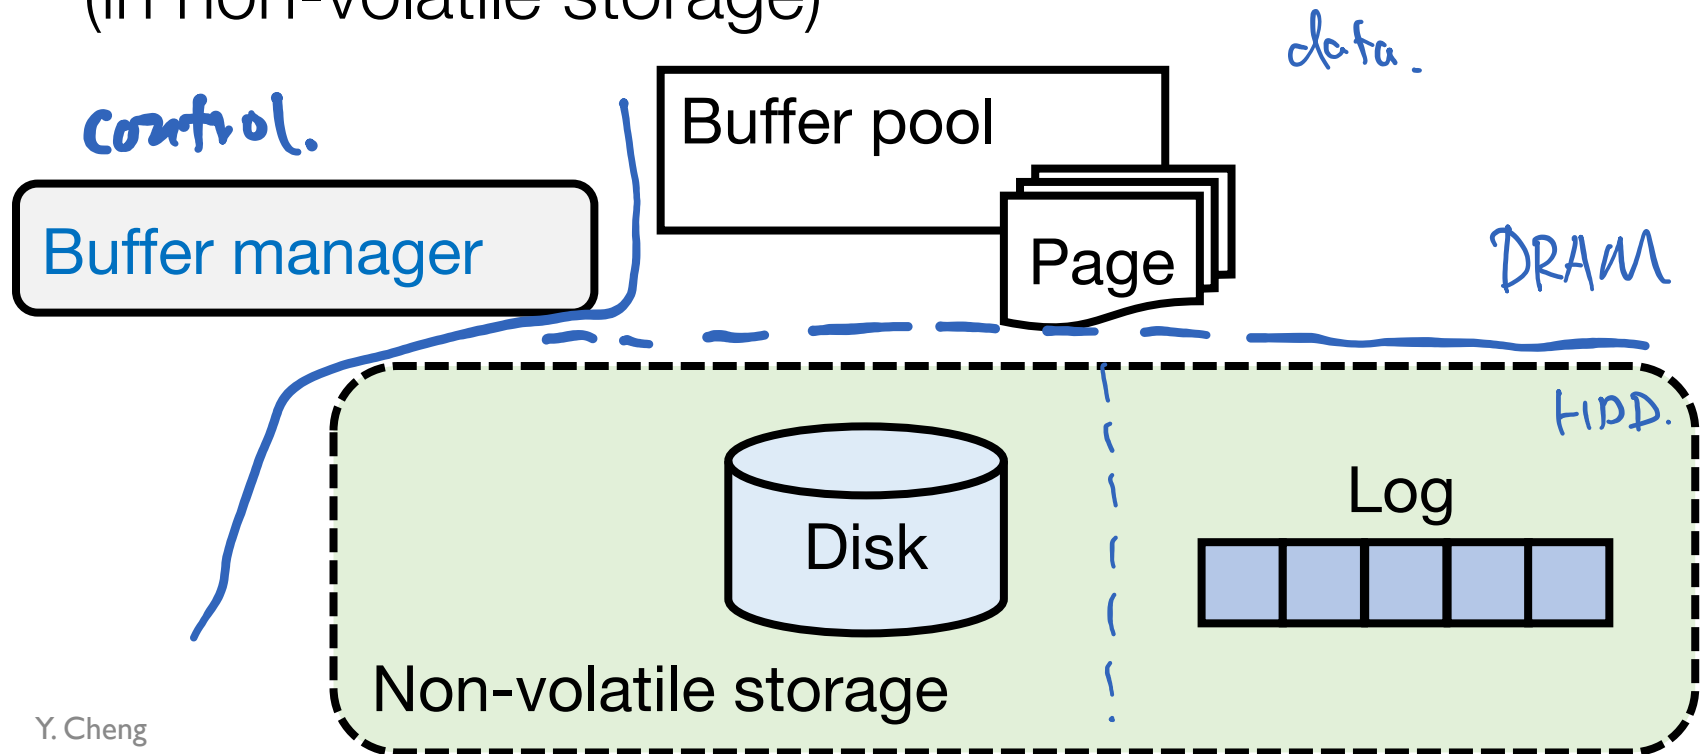 (in non-volatile storage)
data.
control.
Buffer pool
Buffer manager
Page
DRAM
HDD.
Log
Disk
Non-volatile storage
Y. Cheng